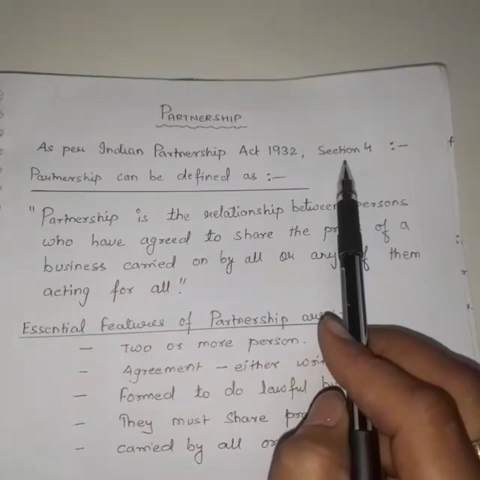 PARTNERSHIP
As per Indian Partnership Act 1932, Section 4 :-
Partnership can be defined as :-
"Partnership is the relationship between persons
who have agreed to share the of a
business carried on by all or any of them
acting for all."
Essential features of Partnership
- Two or more person.
- Agreement - either
- Formed to do lawful
- They must share
- carried by all or